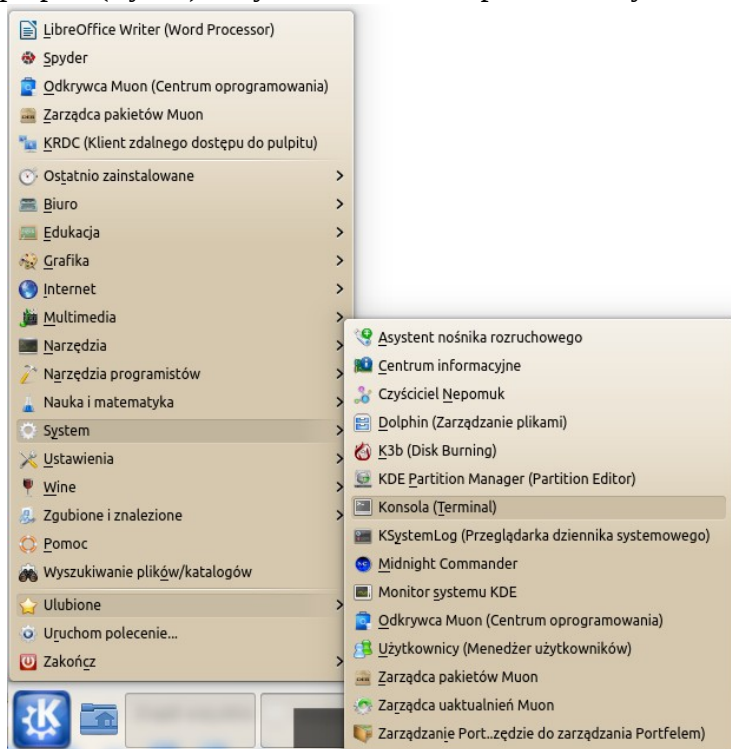 LibreOffice Writer (Word Processor)
Spyder
Odkrywca Muon (Centrum oprogramowania)
Zarządca pakietów Muon
KRDC (Klient zdalnego dostępu do pulpitu)
Ostatnio zainstalowane
Biuro
Edukacja
Grafika
Internet
Multimedia
Narzędzia
Narzędzia programistów
Nauka i matematyka
System
Ustawienia
Wine
Zgubione i znalezione
Pomoc
Wyszukiwanie plików/katalogów
Ulubione
Uruchom polecenie...
Zakończ
Asystent nośnika rozruchowego
Centrum informacyjne
Czyściciel Nepomuk
Dolphin (Zarządzanie plikami)
K3b (Disk Burning)
KDE Partition Manager (Partition Editor)
Konsola (Terminal)
KSystemLog (Przeglądarka dziennika systemowego)
Midnight Commander
Monitor systemu KDE
Odkrywca Muon (Centrum oprogramowania)
Użytkownicy (Menedżer użytkowników)
Zarządca pakietów Muon
Zarządca uaktualnień Muon
Zarządzanie Port..zędzie do zarządzania Portfelem)